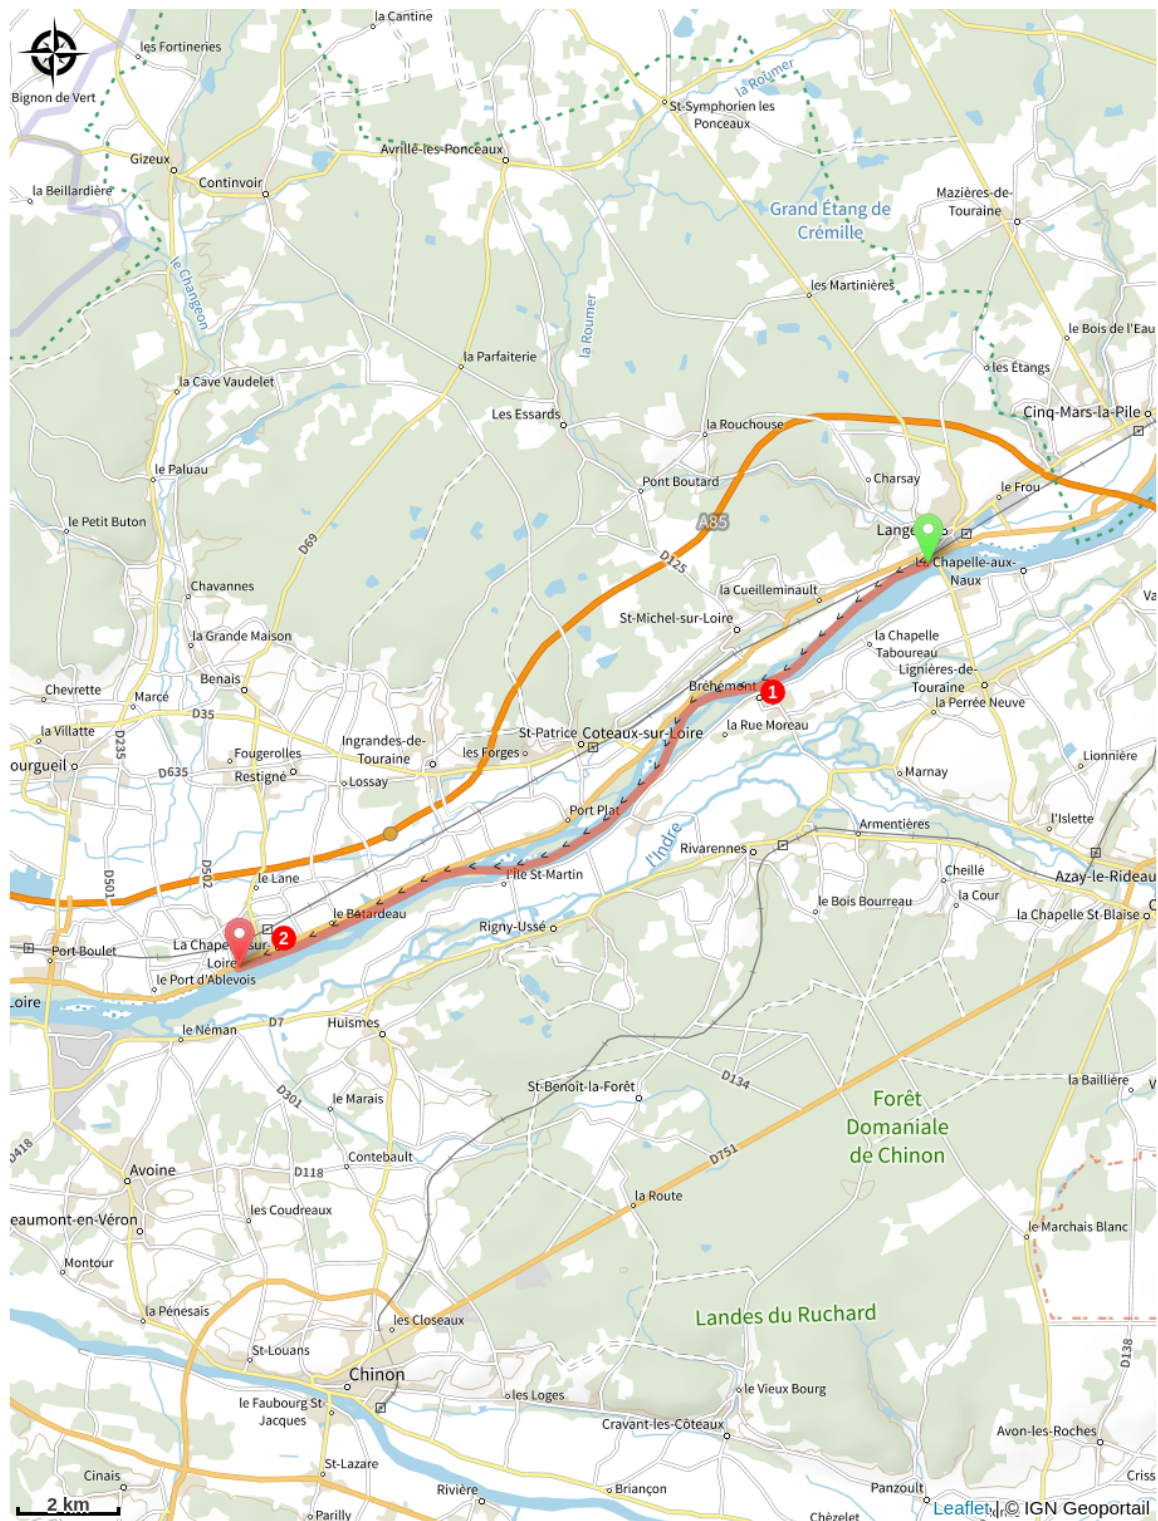 la Cantine
les Fortineries
la Roumer
Bignon de Vert
St-Symphorien les
Ponceaux
Gizeux
Avrillé-les-Ponceaux
Continvoir
la Beillardière
Mazières-de-
Touraine
Grand Étang de
Crémille
le Changeon
les Martinières
la Roumer
le Bois de l'Eau
la Parfaiterie
les Étangs
la Cave Vaudelet
Les Essards
Cinq-Mars-la-Pile
la Rouchouse
le Paluau
Charsay
Pont Boutard
le Frou
le Petit Buton
A85
D69
D125
La Chapelle-aux-
Naux
Chavannes
la Cueilleminault
St-Michel-sur-Loire
la Grande Maison
la Chapelle
Taboureau
Benais
Lignières-de-
Touraine
Chevrette
Marcé
Bréhémont
1
la Perrée Neuve
D35
la Villatte
D235
la Rue Moreau
St-Patrice
Coteaux-sur-Loire
Ingrandes-de-
Touraine
les Forges
Fougerolles
Lionnière
ourgueil
D635
Restigné
Lossay
Marnay
Port Plat
l'Islette
Armentières
l'Indre
Rivarennes
D501
D502
le Lane
l'Île St-Martin
Cheillé
Azay-le-Rideau
la Cour
le Bois Bourreau
la Chapelle St-Blaise
le Batardeau
Rigny-Ussé
2
Port Boulet
Loire
le Port d'Ablevois
Loire
le Néman
D7
Huismes
D134
St-Benoît-la-Forêt
la Baillière
D301
le Marais
Forêt
Domaniale
de Chinon
D418
D751
Contebault
Avoine
D118
la Route
les Coudreaux
eaumont-en-Véron
le Marchais Blanc
Montour
la Pénesais
les Closeaux
Landes du Ruchard
D138
St-Louans
Chinon
le Vieux Bourg
les Loges
le Faubourg St-
Jacques
Cravant-les-Côteaux
Avon-les-Roches
St-Lazare
Cinais
Criss
Rivière
Briançon
Panzoult
2 km
Parilly
Chèzelet
Leaflet | © IGN Geoportail